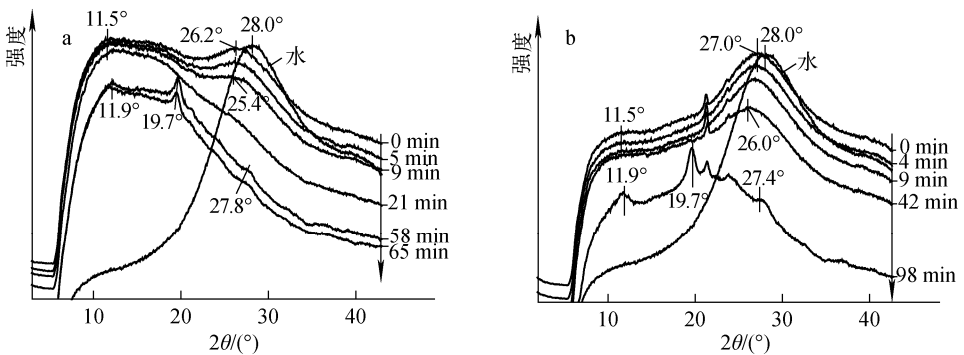 强度
a
11.5°
26.2°
28.0°
水
25.4°
11.9°
19.7°
27.8°
0 min
5 min
9 min
21 min
58 min
65 min
10 20 30 40
2θ/(°)
强度
b
27.0°
28.0°
水
11.5°
26.0°
11.9°
19.7°
27.4°
0 min
4 min
9 min
42 min
98 min
10 20 30 40
2θ/(°)